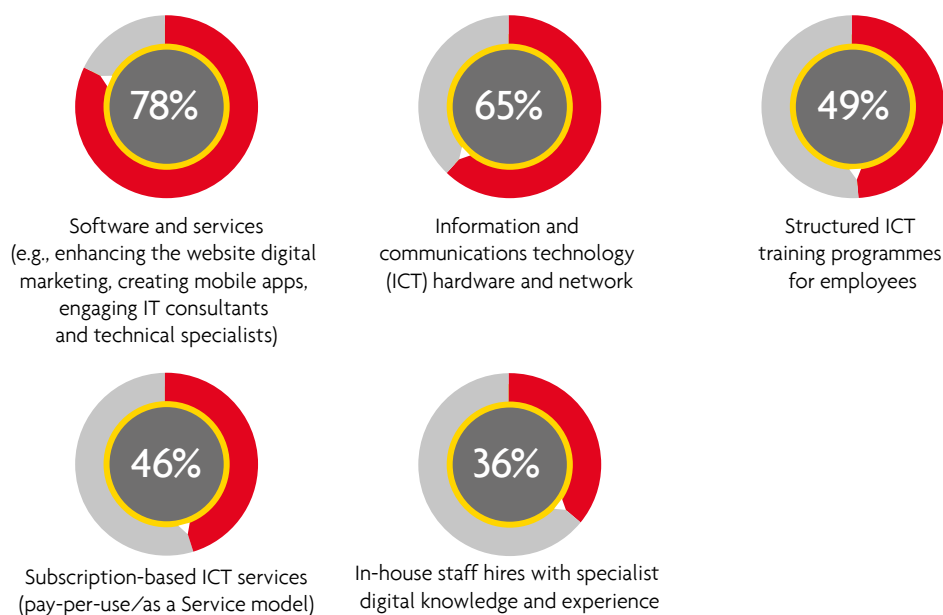 78%
Software and services
(e.g., enhancing the website digital
marketing, creating mobile apps,
engaging IT consultants
and technical specialists)
65%
Information and
communications technology
(ICT) hardware and network
49%
Structured ICT
training programmes
for employees
46%
Subscription-based ICT services
(pay-per-use/as a Service model)
36%
In-house staff hires with specialist
digital knowledge and experience